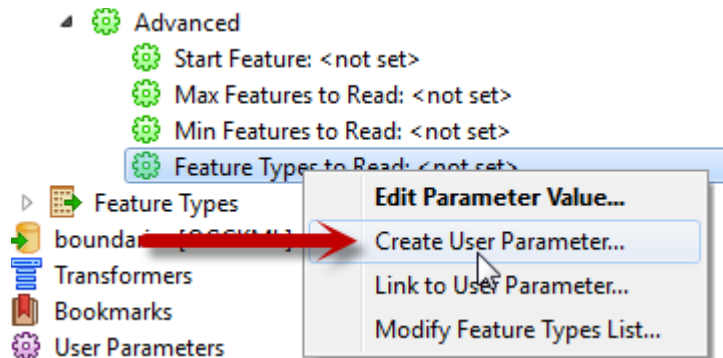 Advanced
Start Feature: <not set>
Max Features to Read: <not set>
Min Features to Read: <not set>
Feature Types to Read: <not set>
Edit Parameter Value...
Feature Types
Create User Parameter...
Link to User Parameter...
Transformers
Bookmarks
Modify Feature Types List...
User Parameters